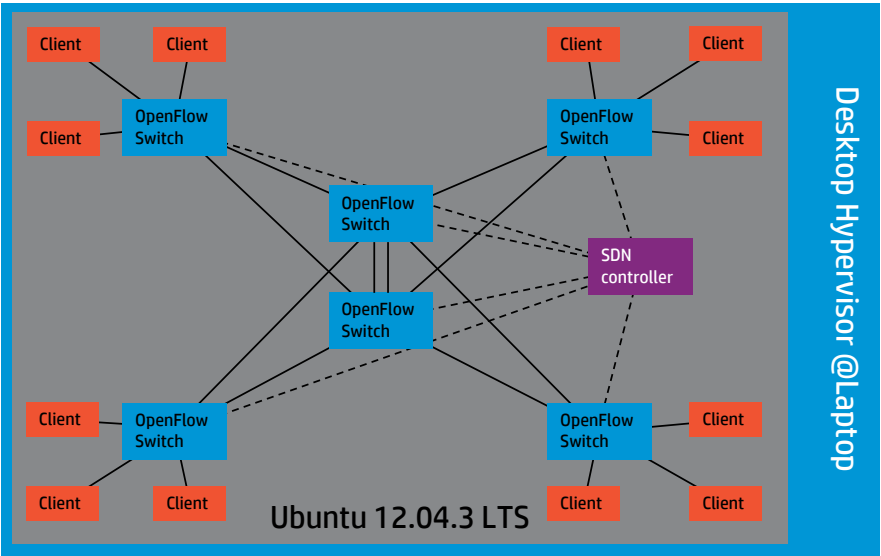 Client
Client
Client
Client
OpenFlow
Switch
OpenFlow
Switch
Client
Client
OpenFlow
Switch
SDN
controller
OpenFlow
Switch
Client
OpenFlow
Switch
OpenFlow
Switch
Client
Client
Client
Client
Client
Ubuntu 12.04.3 LTS
Desktop Hypervisor @Laptop